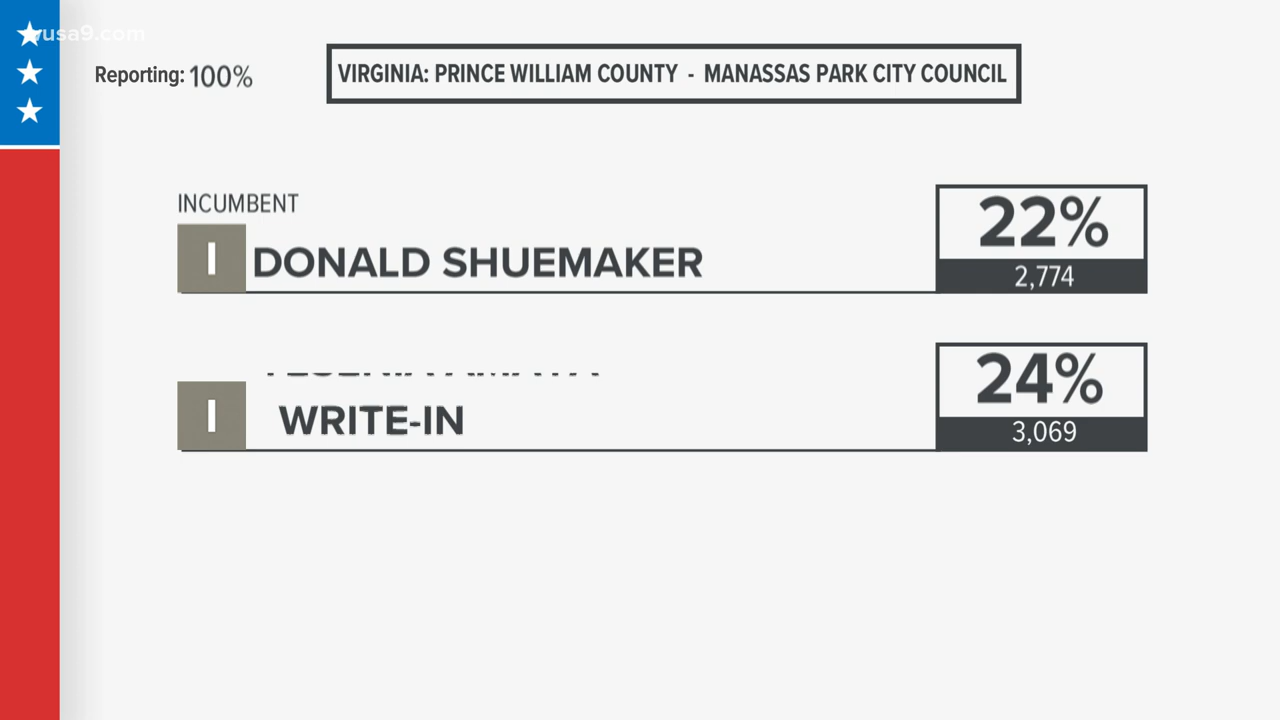 wusa9.com
Reporting: 100%
VIRGINIA: PRINCE WILLIAM COUNTY - MANASSAS PARK CITY COUNCIL
INCUMBENT
I DONALD SHUEMAKER
22%
2,774
I WRITE-IN
24%
3,069